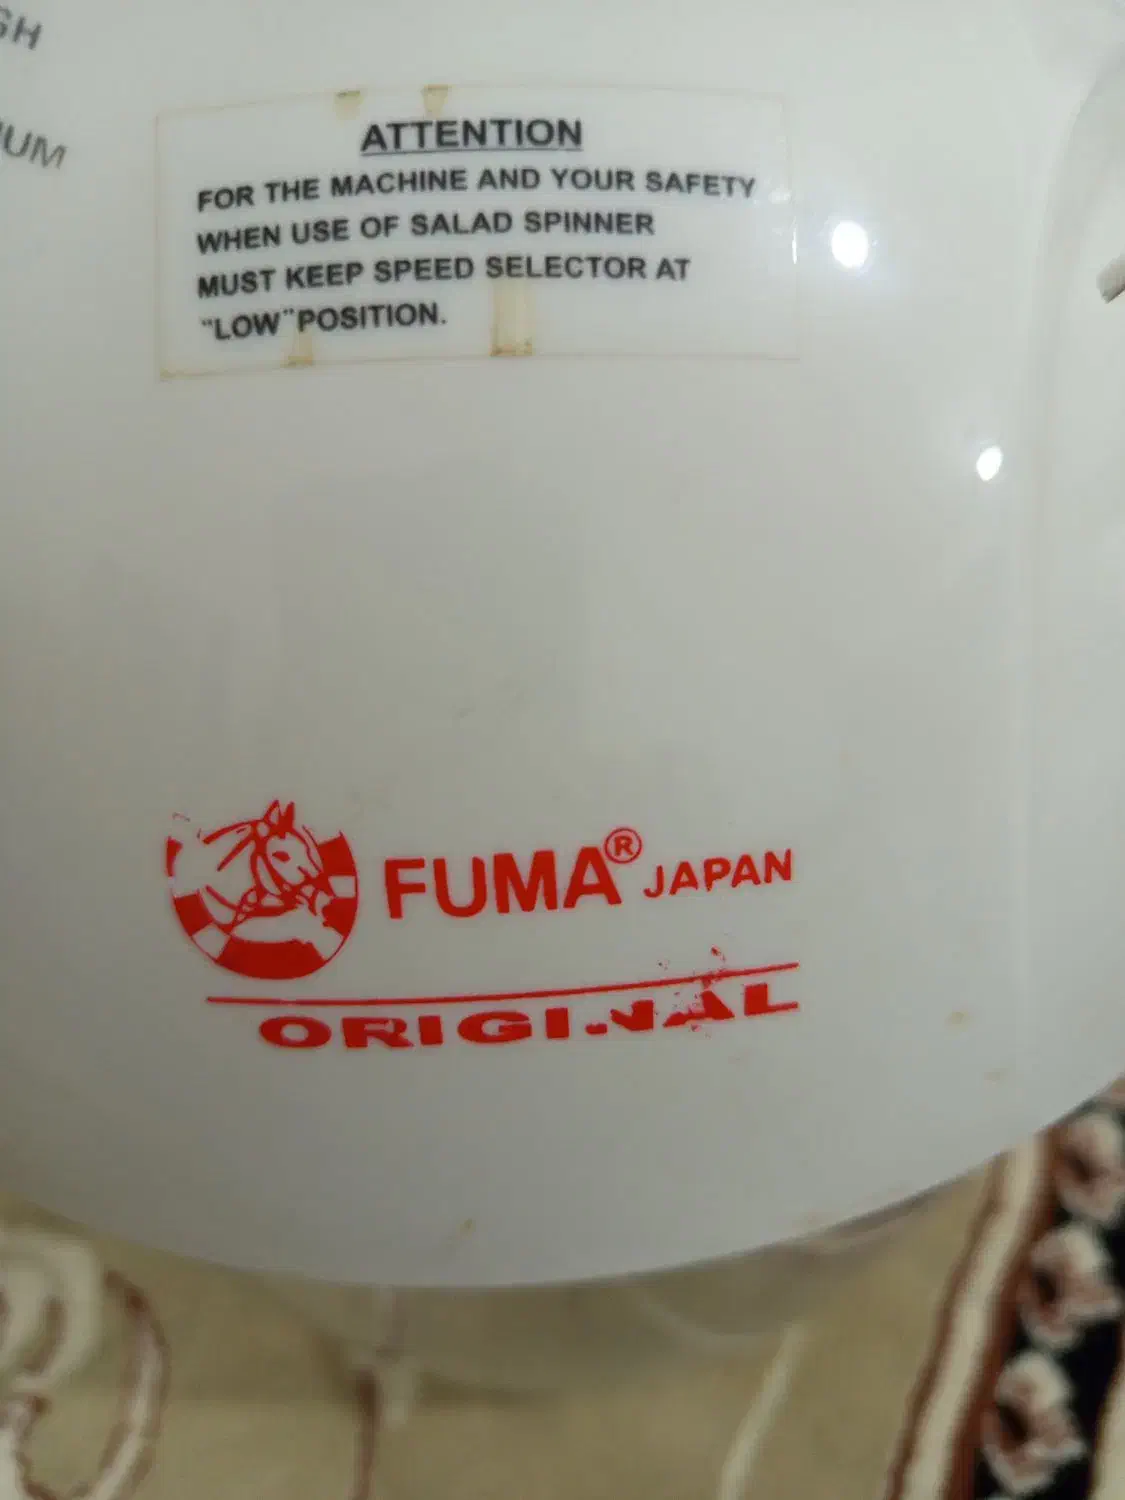 ATTENTION
FOR THE MACHINE AND YOUR SAFETY
WHEN USE OF SALAD SPINNER
MUST KEEP SPEED SELECTOR AT
"LOW" POSITION.
FUMA® JAPAN
ORIGINAL